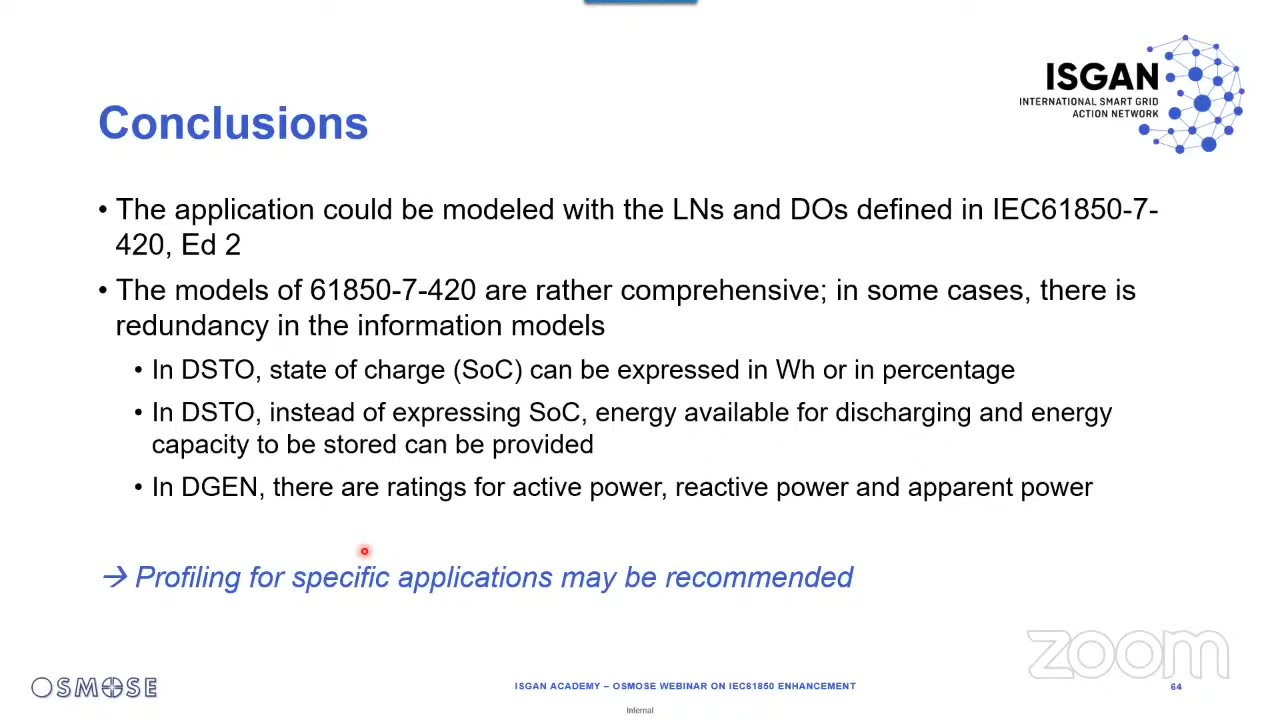 ISGAN
INTERNATIONAL SMART GRID
ACTION NETWORK
Conclusions
• The application could be modeled with the LNs and DOs defined in IEC61850-7-
420, Ed 2
• The models of 61850-7-420 are rather comprehensive; in some cases, there is
redundancy in the information models
• In DSTO, state of charge (SoC) can be expressed in Wh or in percentage
• In DSTO, instead of expressing SoC, energy available for discharging and energy
capacity to be stored can be provided
• In DGEN, there are ratings for active power, reactive power and apparent power
→ Profiling for specific applications may be recommended
zoom
OSMOSE
ISGAN ACADEMY – OSMOSE WEBINAR ON IEC61850 ENHANCEMENT
64
Internal